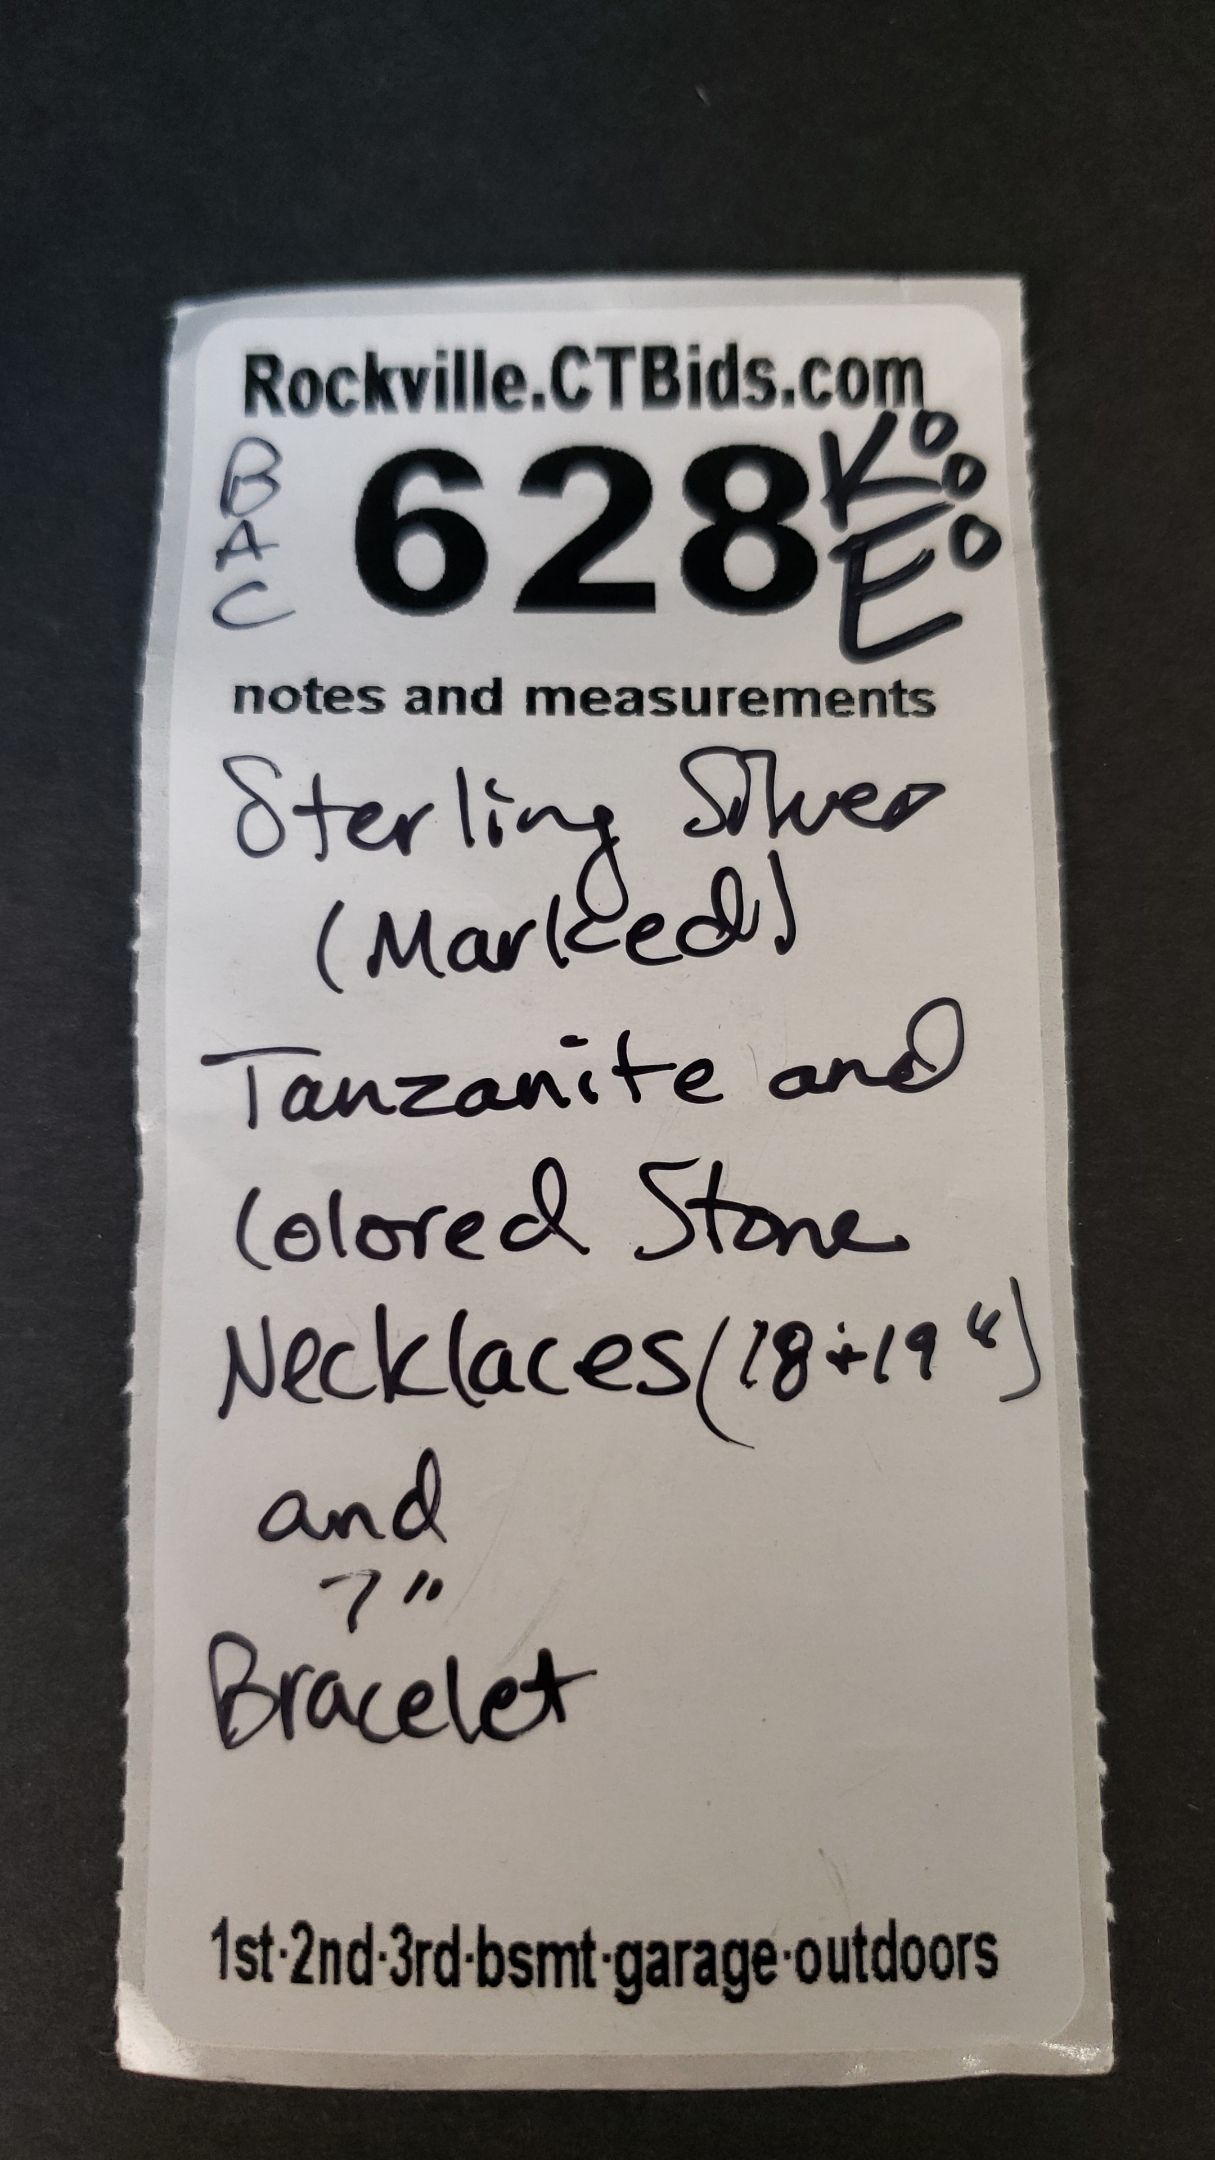 Rockville.CTBids.com
BAC
628
K
E
notes and measurements
Sterling Silver
(Marked)
Tanzanite and
Colored Stone
Necklaces (18 + 19")
and
7"
Bracelet
1st·2nd·3rd·bsmt·garage·outdoors